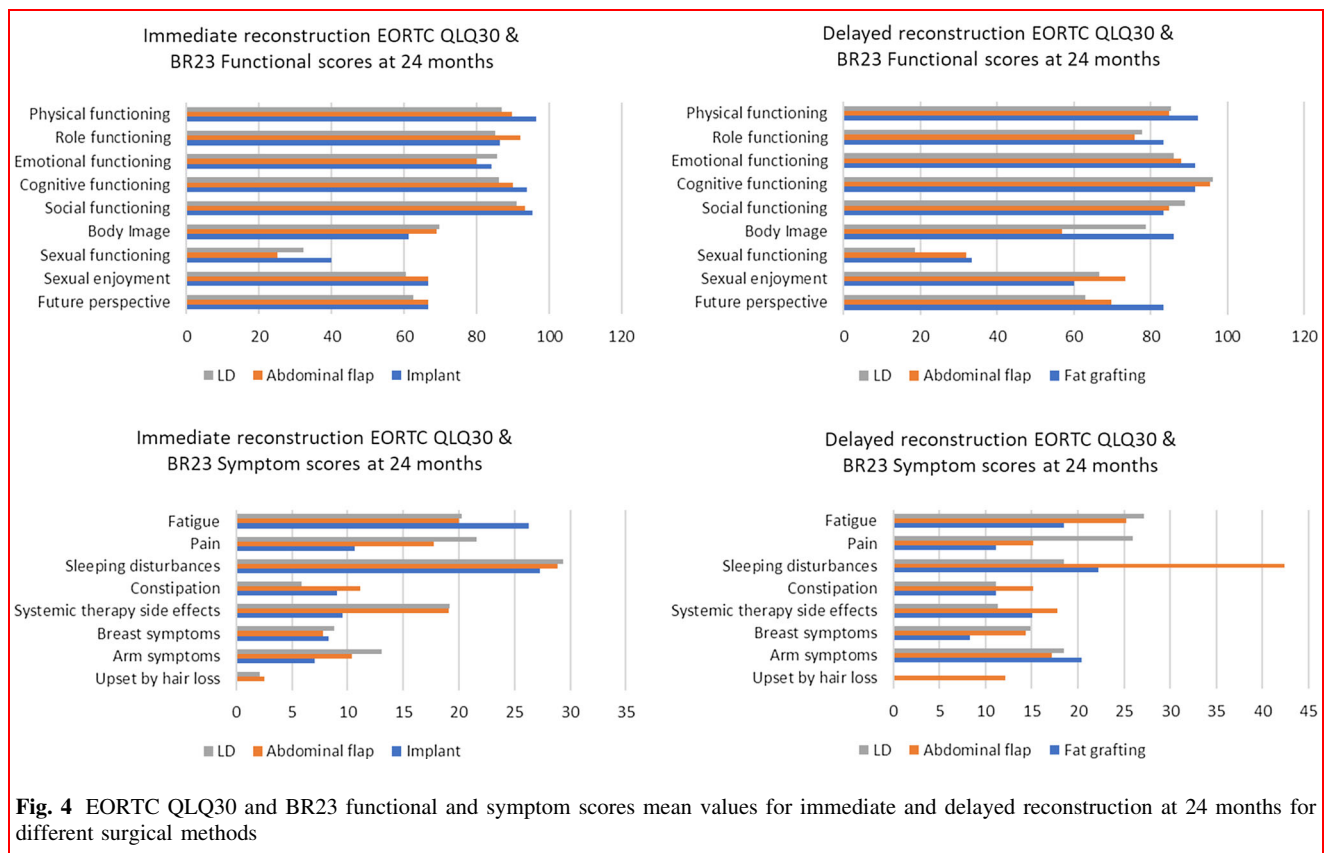 Immediate reconstruction EORTC QLQ30 &
BR23 Functional scores at 24 months
Physical functioning
Role functioning
Emotional functioning
Cognitive functioning
Social functioning
Body Image
Sexual functioning
Sexual enjoyment
Future perspective
0 20 40 60 80 100 120
LD Abdominal flap Implant
Delayed reconstruction EORTC QLQ30 &
BR23 Functional scores at 24 months
Physical functioning
Role functioning
Emotional functioning
Cognitive functioning
Social functioning
Body Image
Sexual functioning
Sexual enjoyment
Future perspective
0 20 40 60 80 100 120
LD Abdominal flap Fat grafting
Immediate reconstruction EORTC QLQ30 &
BR23 Symptom scores at 24 months
Fatigue
Pain
Sleeping disturbances
Constipation
Systemic therapy side effects
Breast symptoms
Arm symptoms
Upset by hair loss
0 5 10 15 20 25 30 35
LD Abdominal flap Implant
Delayed reconstruction EORTC QLQ30 &
BR23 Symptom scores at 24 months
Fatigue
Pain
Sleeping disturbances
Constipation
Systemic therapy side effects
Breast symptoms
Arm symptoms
Upset by hair loss
0 5 10 15 20 25 30 35 40 45
LD Abdominal flap Fat grafting
Fig. 4 EORTC QLQ30 and BR23 functional and symptom scores mean values for immediate and delayed reconstruction at 24 months for
different surgical methods